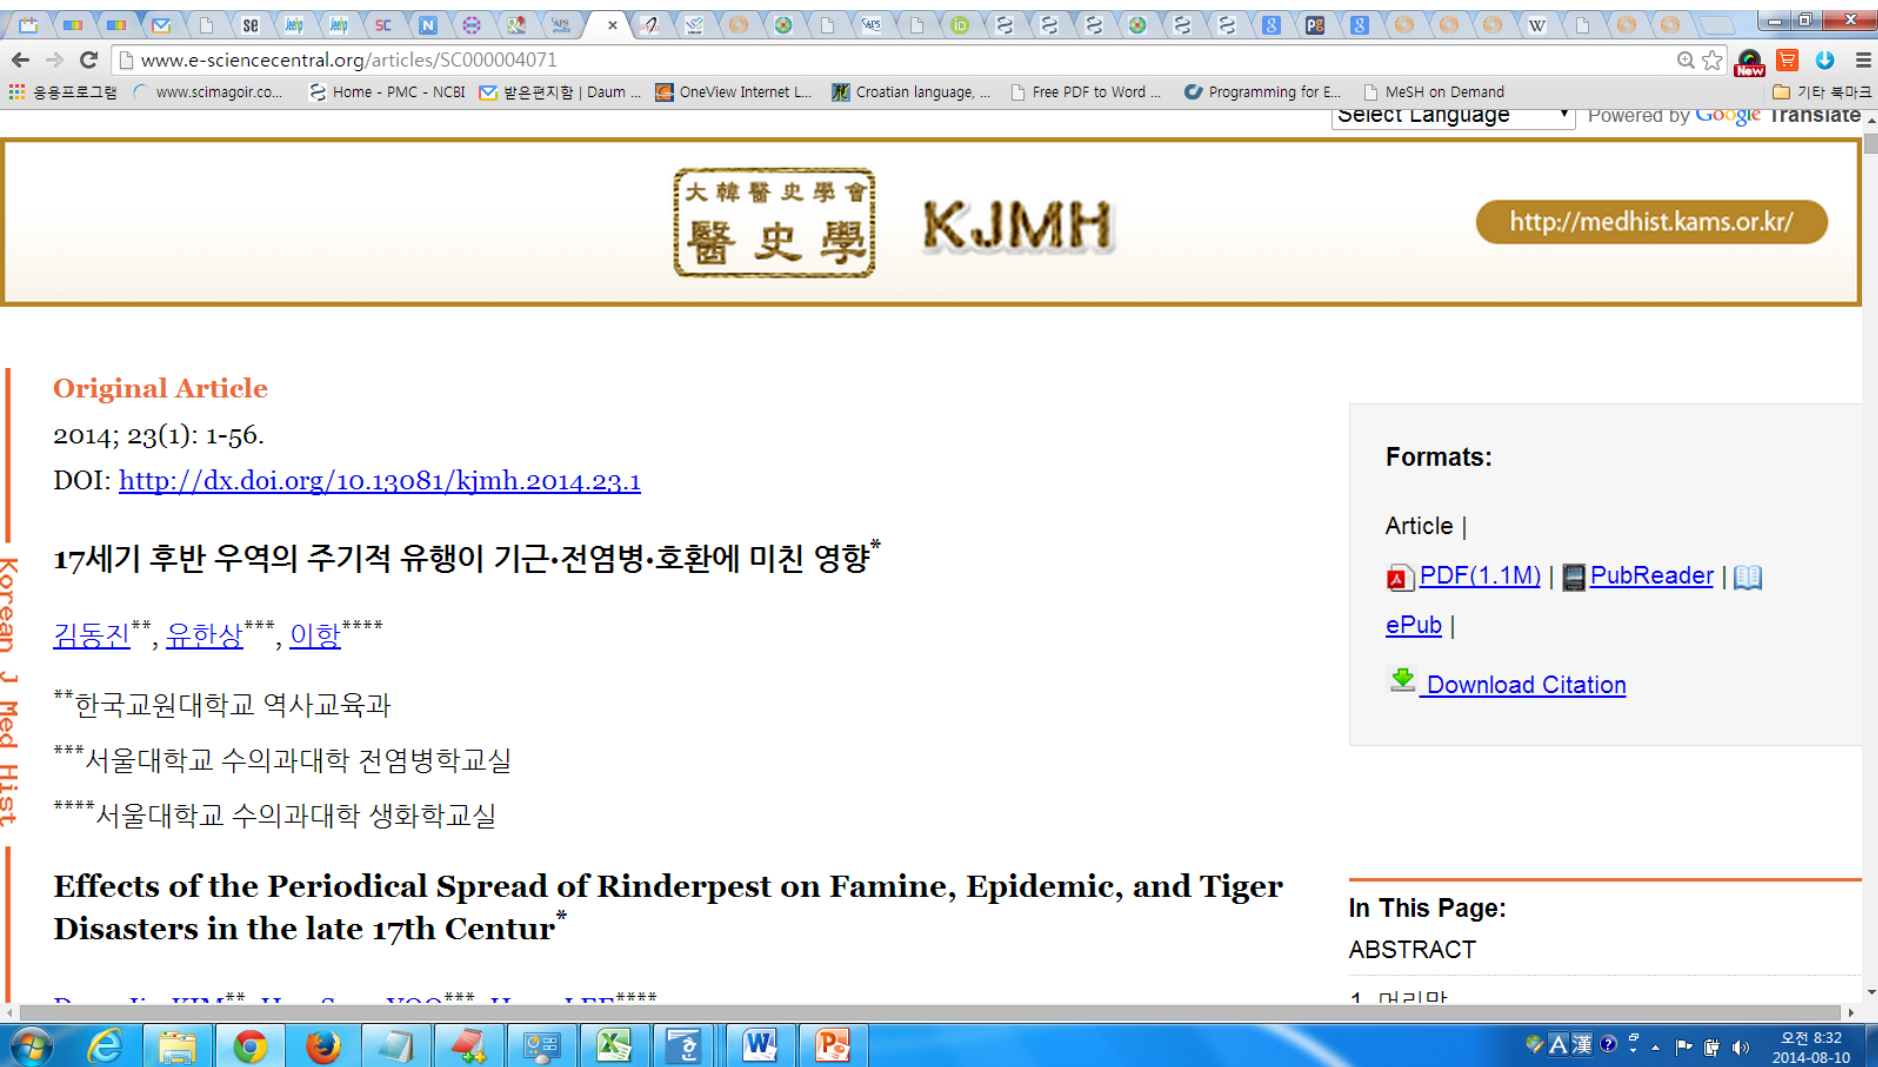 www.e-sciencecentral.org/articles/SC000004071
응용프로그램 www.scimagoir.co... Home - PMC - NCBI 받은편지함 | Daum ... OneView Internet L... Croatian language, ... Free PDF to Word ... Programming for E... MeSH on Demand 기타 북마크
Select Language Powered by Google Translate
大韓醫史學會
醫史學
KJMH
http://medhist.kams.or.kr/
Original Article
2014; 23(1): 1-56.
DOI: http://dx.doi.org/10.13081/kjmh.2014.23.1
17세기 후반 우역의 주기적 유행이 기근·전염병·호환에 미친 영향*
김동진**, 유한상***, 이항****
**한국교원대학교 역사교육과
***서울대학교 수의과대학 전염병학교실
****서울대학교 수의과대학 생화학교실
Effects of the Periodical Spread of Rinderpest on Famine, Epidemic, and Tiger
Disasters in the late 17th Centur*
Korean J Med Hist
Formats:
Article |
PDF(1.1M) | PubReader |
ePub |
Download Citation
In This Page:
ABSTRACT
1. 머리말
A 漢
오전 8:32
2014-08-10